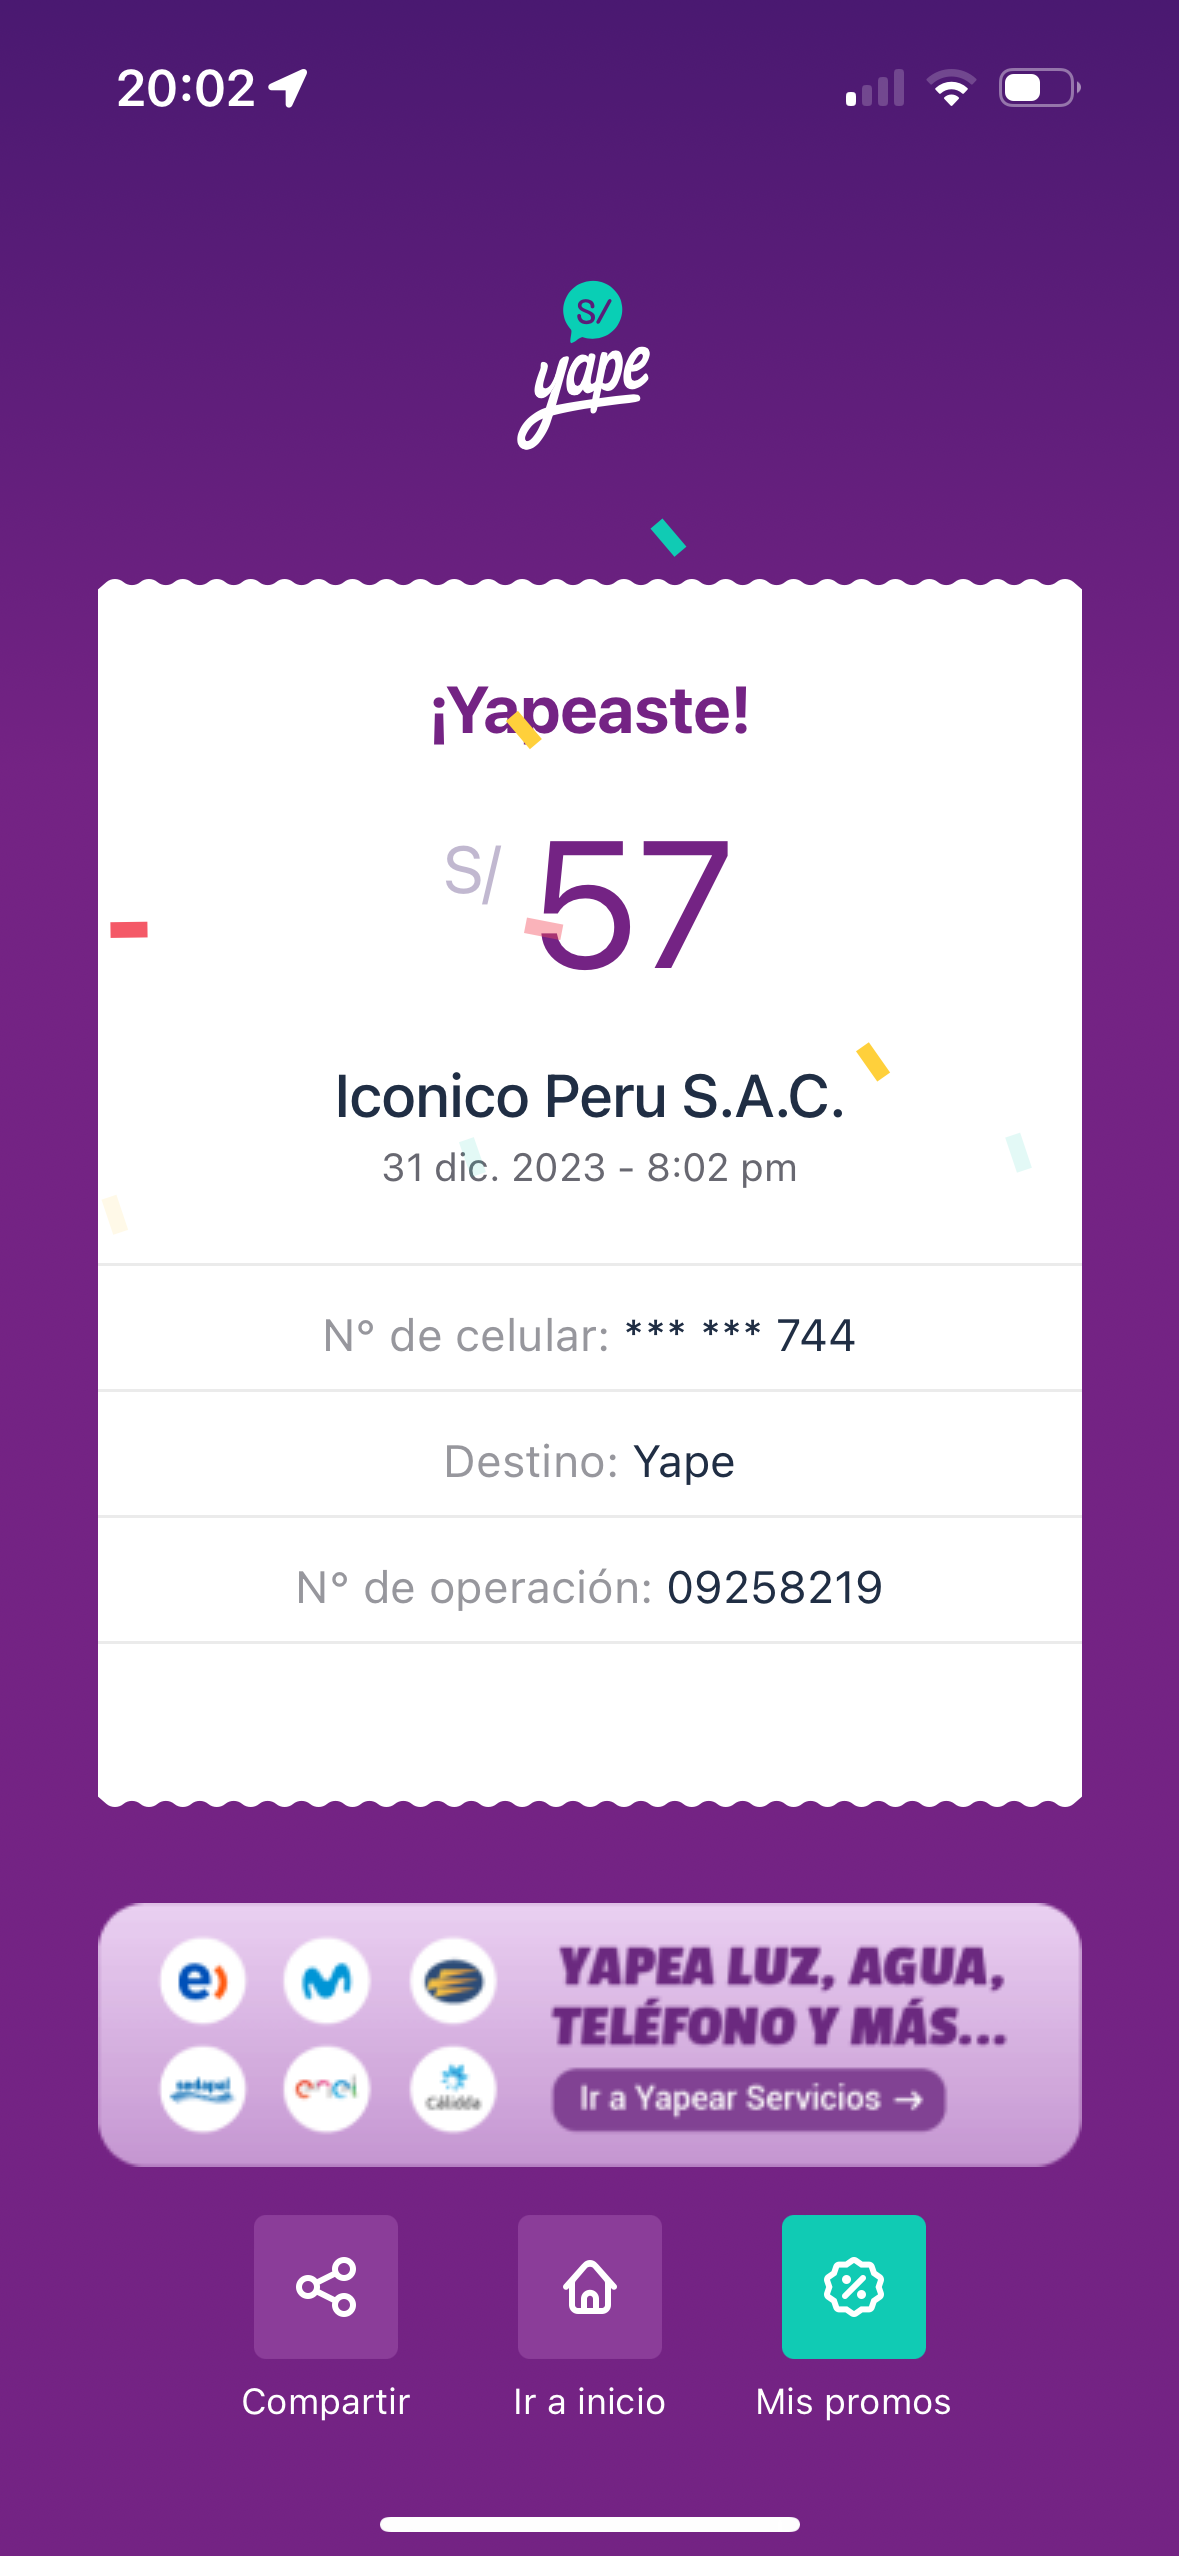 20:02
S/
yape
¡Yapeaste!
S/ 57
Iconico Peru S.A.C.
31 dic. 2023 - 8:02 pm
N° de celular: *** *** 744
Destino: Yape
N° de operación: 09258219
e)
YAPEA LUZ, AGUA,
TELÉFONO Y MÁS...
sedapal enel Cálidda
Ir a Yapear Servicios →
Compartir Ir a inicio Mis promos